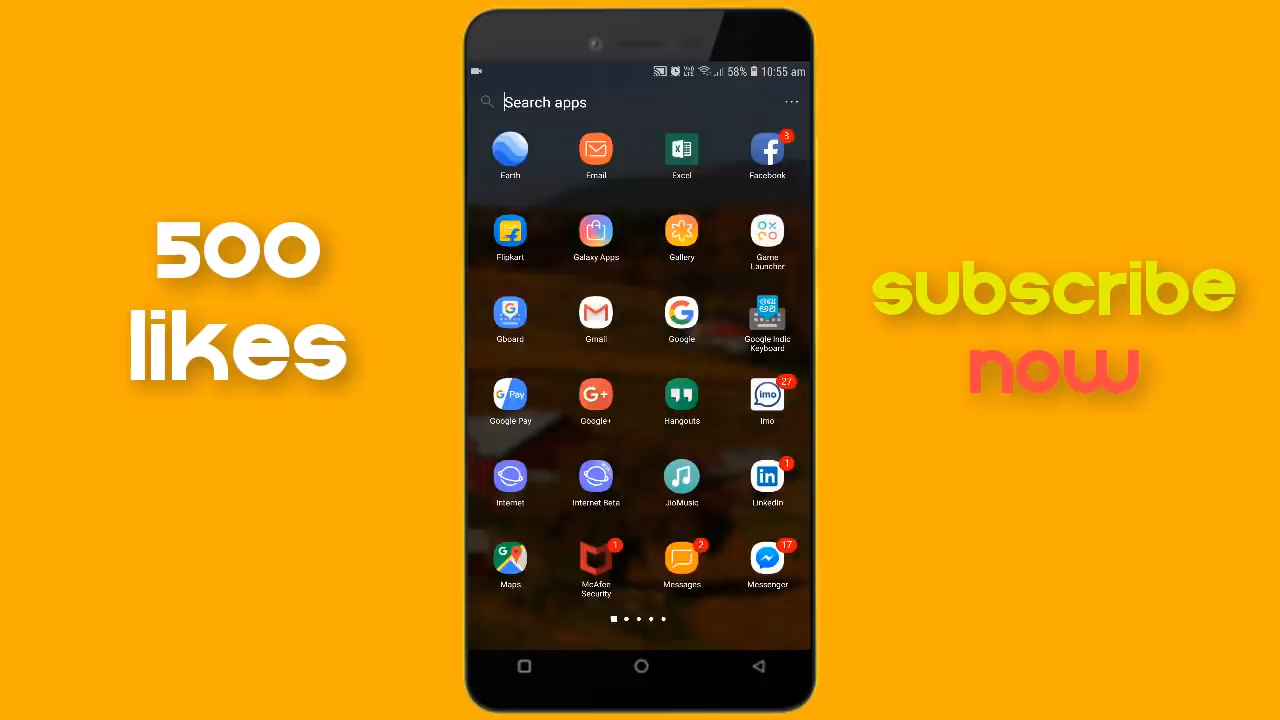 58% 10:55 am
Search apps
3
Earth
Email
Excel
Facebook
Flipkart
Galaxy Apps
Gallery
Game
Launcher
Gboard
Gmail
Google
Google Indic
Keyboard
27
G Pay
imo
Google Pay
Google+
Hangouts
imo
1
Internet
Internet Beta
JioMusic
LinkedIn
1
2
17
Maps
McAfee
Security
Messages
Messenger
500
likes
subscribe
now